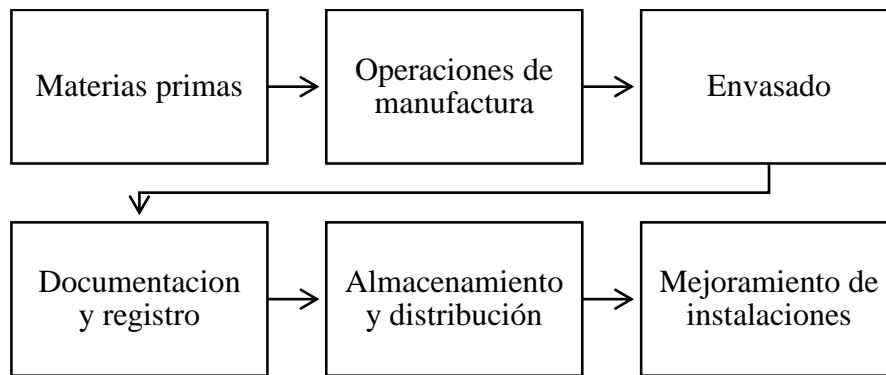 Materias primas
Operaciones de
manufactura
Envasado
Documentacion
y registro
Almacenamiento
y distribución
Mejoramiento de
instalaciones